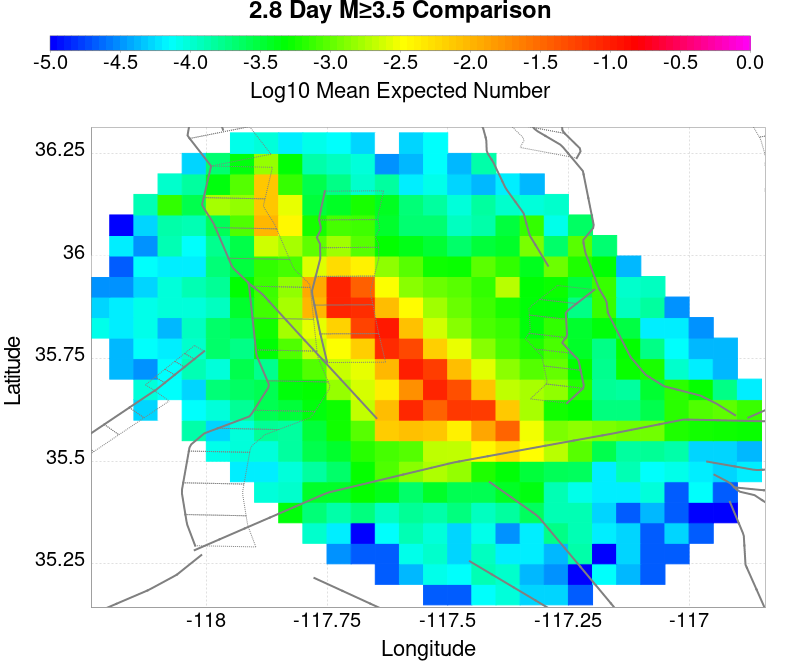 2.8 Day M≥3.5 Comparison
-5.0 -4.5 -4.0 -3.5 -3.0 -2.5 -2.0 -1.5 -1.0 -0.5 0.0
Log10 Mean Expected Number
36.25
36
35.75
35.5
35.25
Latitude
-118 -117.75 -117.5 -117.25 -117
Longitude